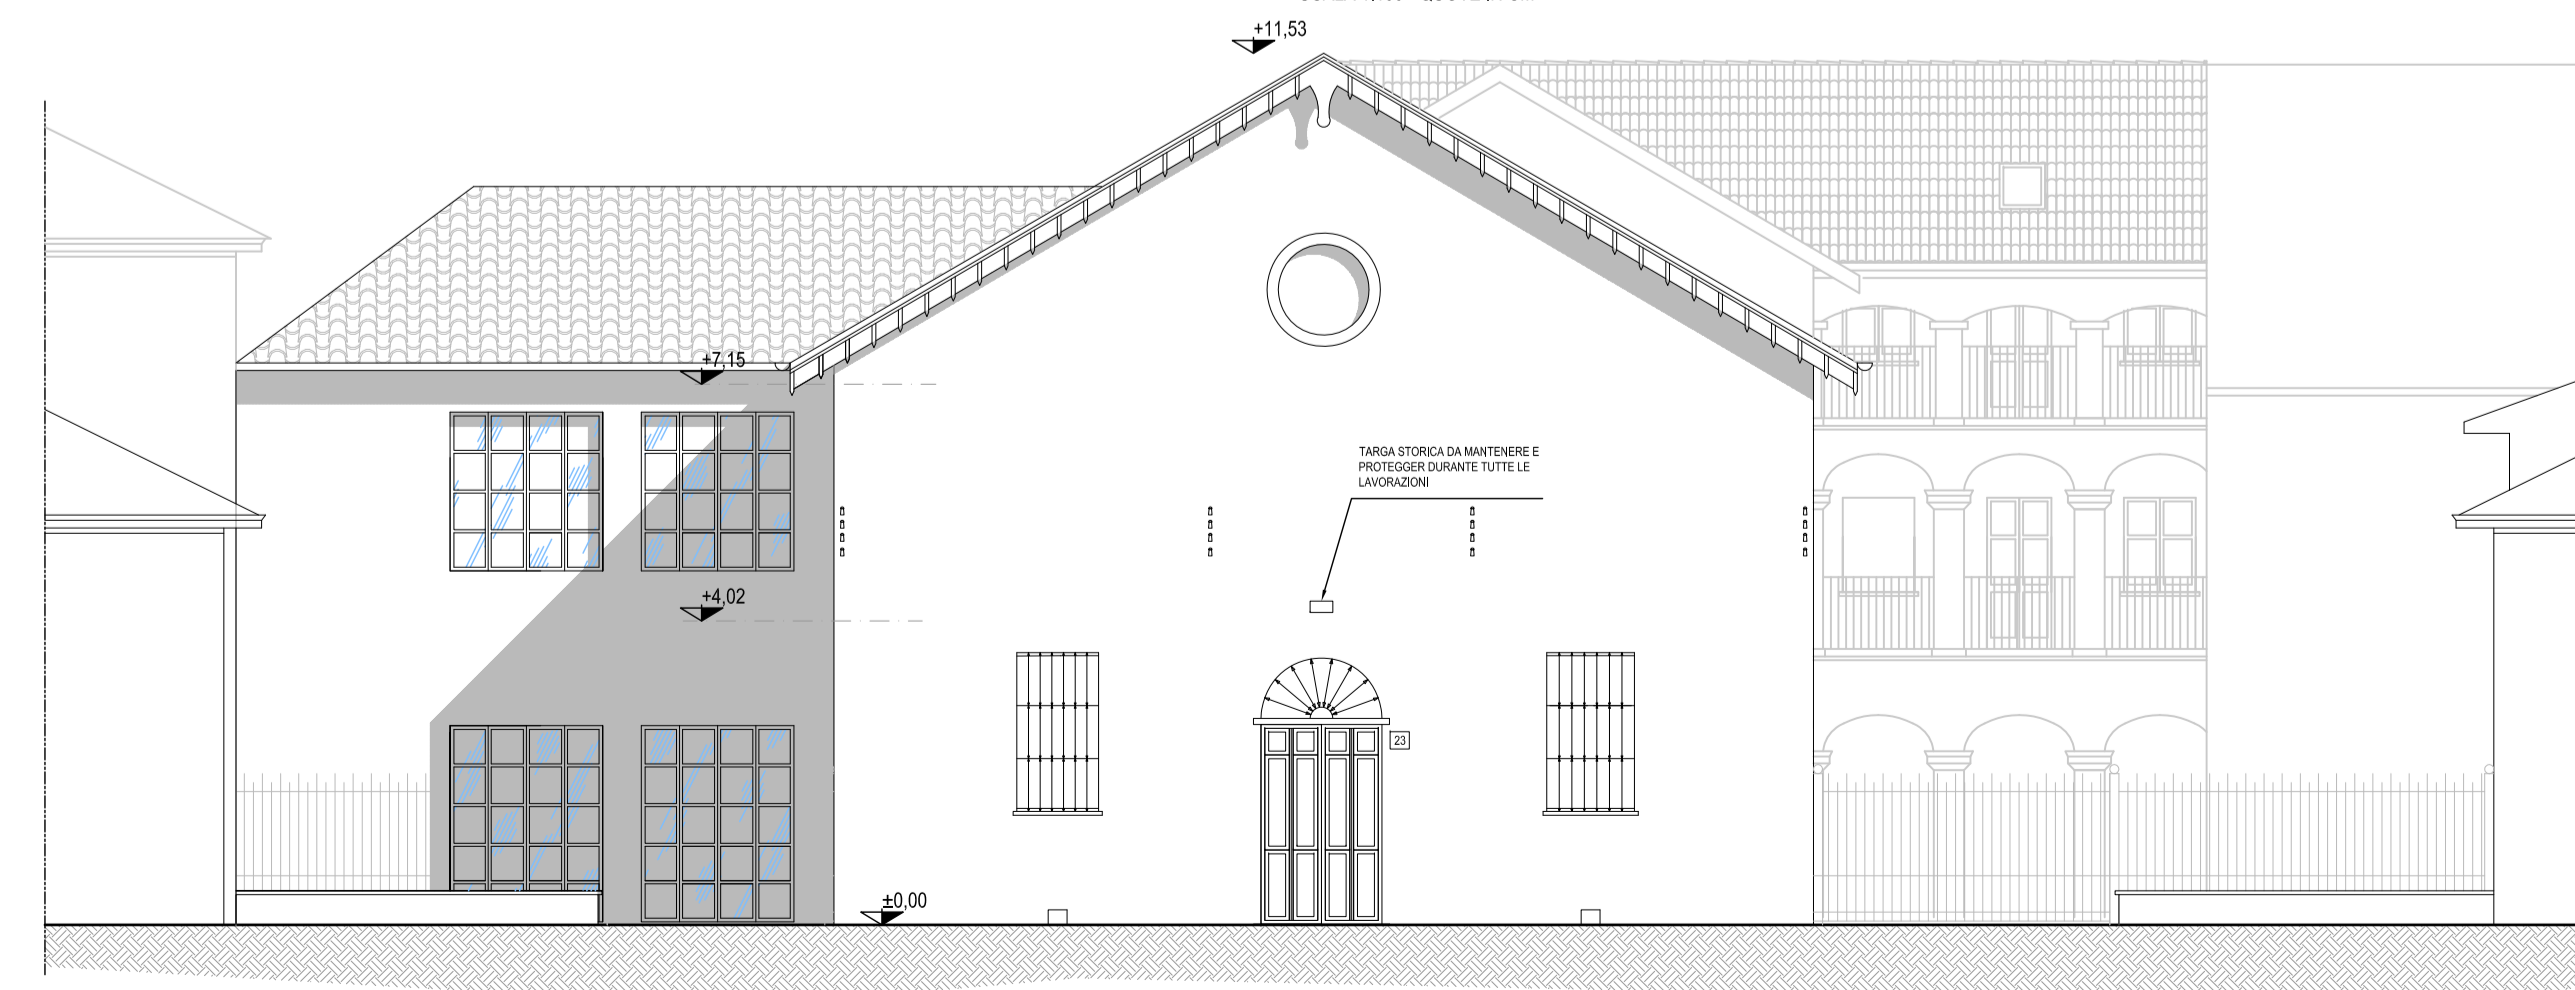 +11,53
+7,15
TARGA STORICA DA MANTENERE E
PROTEGGER DURANTE TUTTE LE
LAVORAZIONI
+4,02
23
±0,00